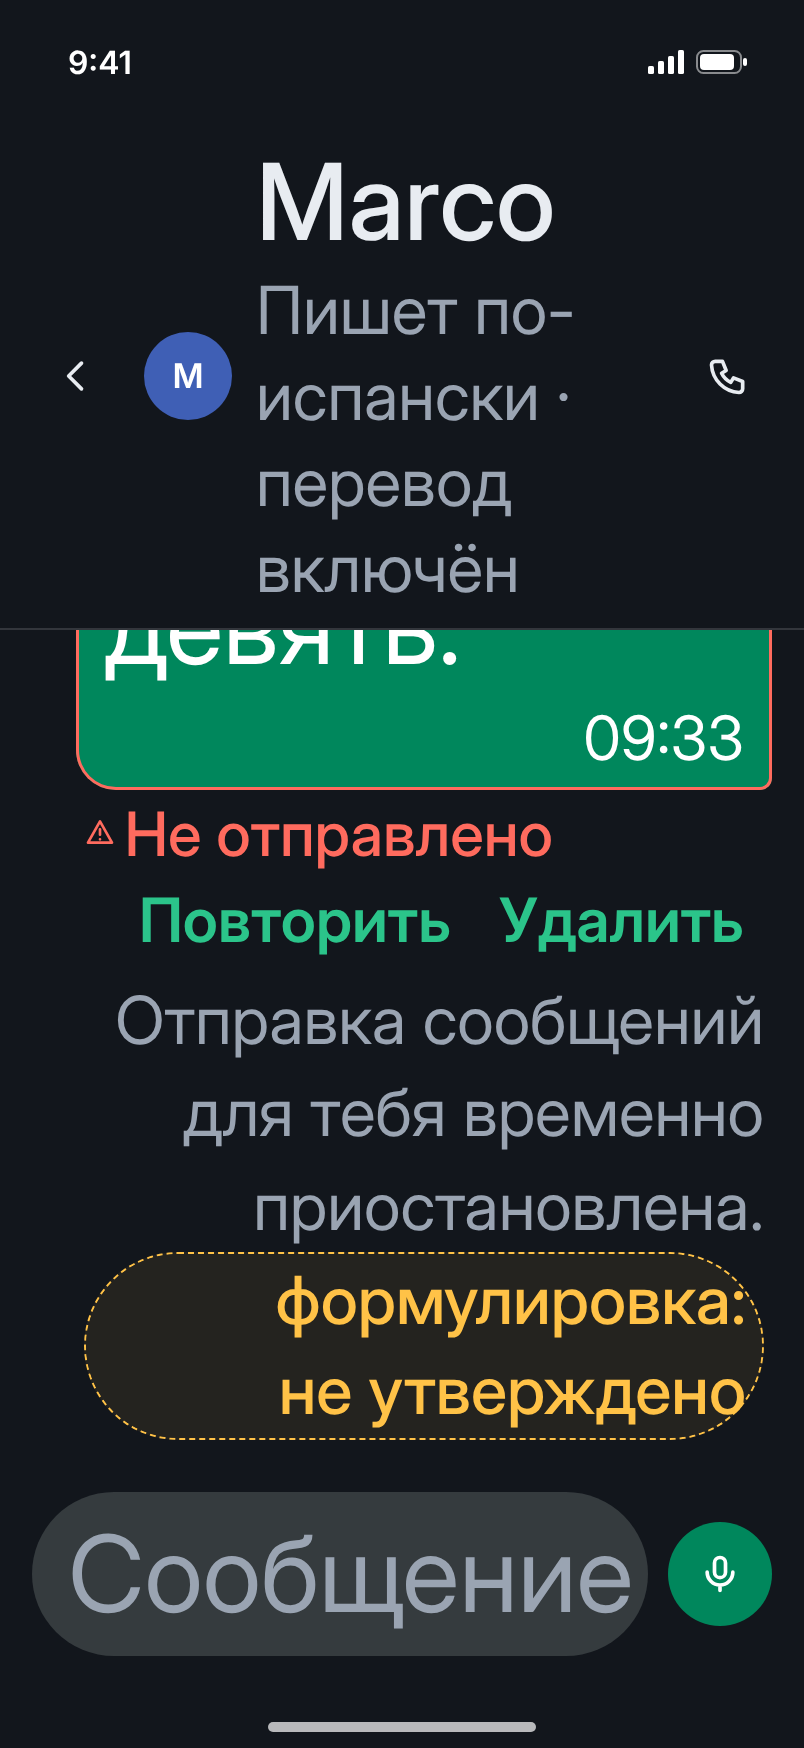 9:41
Marco
Пишет по-
испански ·
перевод
включён
M
девять.
09:33
Не отправлено
Повторить Удалить
Отправка сообщений
для тебя временно
приостановлена.
формулировка:
не утверждено
Сообщение